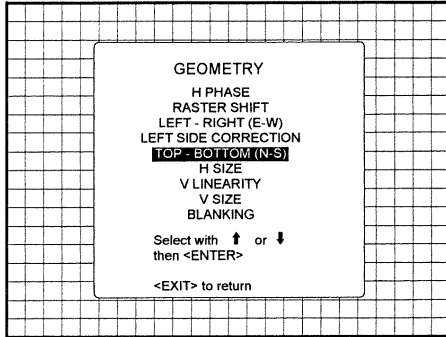 GEOMETRY
H PHASE
RASTER SHIFT
LEFT - RIGHT (E-W)
LEFT SIDE CORRECTION
TOP - BOTTOM (N-S)
H SIZE
V LINEARITY
V SIZE
BLANKING
Select with ↑ or ↓
then <ENTER>
<EXIT> to return